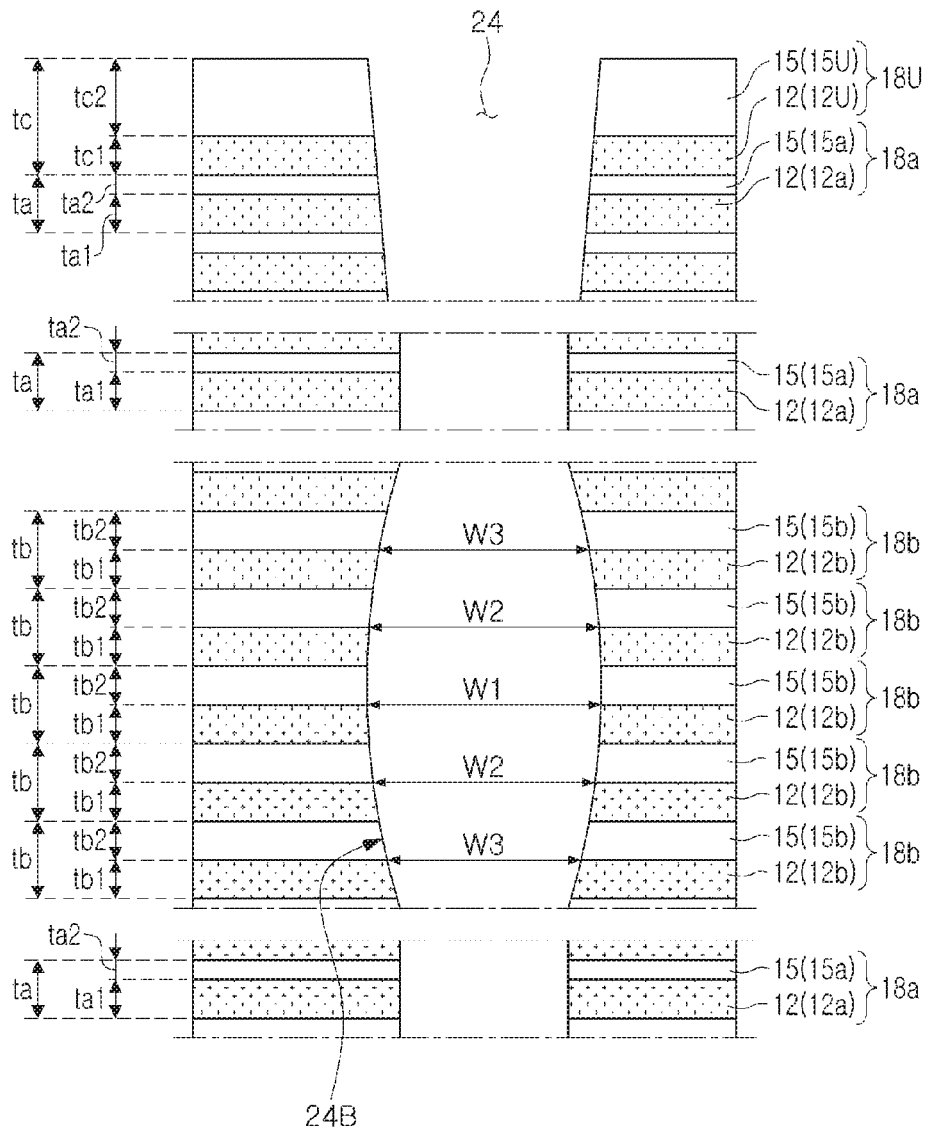 24
15(15U)
18U
12(12U)
15(15a)
18a
12(12a)
tc
tc2
tc1
ta
ta2
ta1
ta2
ta
ta1
15(15a)
18a
12(12a)
tb
tb2
tb1
W3
15(15b)
12(12b)
18b
tb
tb2
tb1
W2
15(15b)
12(12b)
18b
tb
tb2
tb1
W1
15(15b)
12(12b)
18b
tb
tb2
tb1
W2
15(15b)
12(12b)
18b
tb
tb2
tb1
W3
15(15b)
12(12b)
18b
ta2
ta
ta1
15(15a)
18a
12(12a)
24B